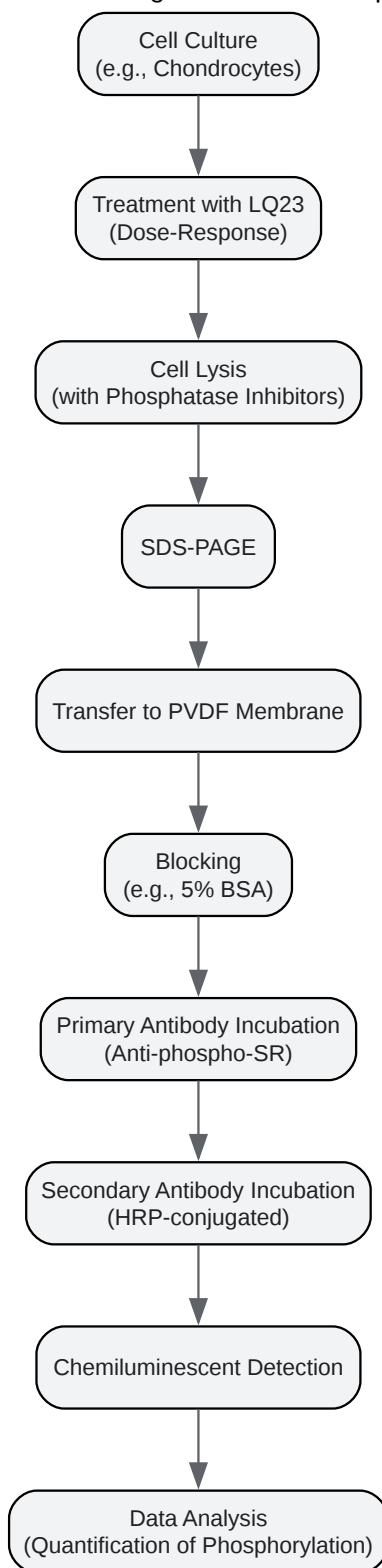 Cell Culture
(e.g., Chondrocytes)
Treatment with LQ23
(Dose-Response)
Cell Lysis
(with Phosphatase Inhibitors)
SDS-PAGE
Transfer to PVDF Membrane
Blocking
(e.g., 5% BSA)
Primary Antibody Incubation
(Anti-phospho-SR)
Secondary Antibody Incubation
(HRP-conjugated)
Chemiluminescent Detection
Data Analysis
(Quantification of Phosphorylation)